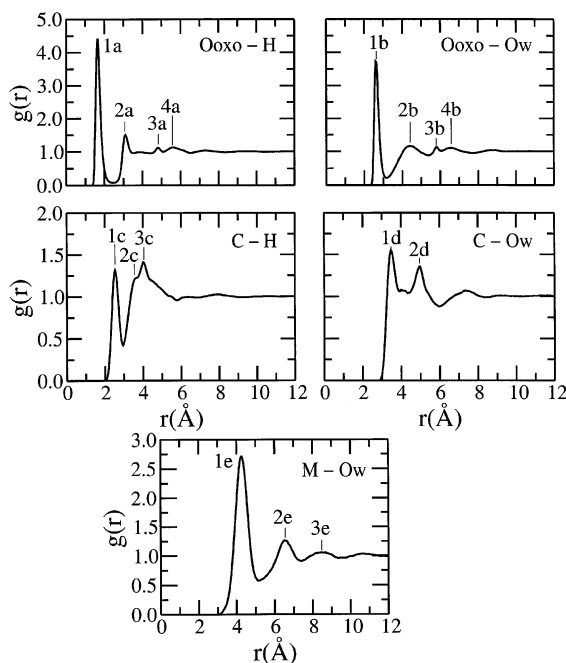 5.0
4.0
3.0
2.0
1.0
0.0
g(r)
1a
Ooxo – H
2a
3a
4a
1b
Ooxo – Ow
2b
3b
4b
2.0
1.5
1.0
0.5
0.0
g(r)
1c
2c
3c
C – H
1d
2d
C – Ow
0 2 4 6 8 10 12
r(Å)
0 2 4 6 8 10 12
r(Å)
3.0
2.5
2.0
1.5
1.0
0.5
0.0
g(r)
1e
M – Ow
2e
3e
0 2 4 6 8 10 12
r(Å)